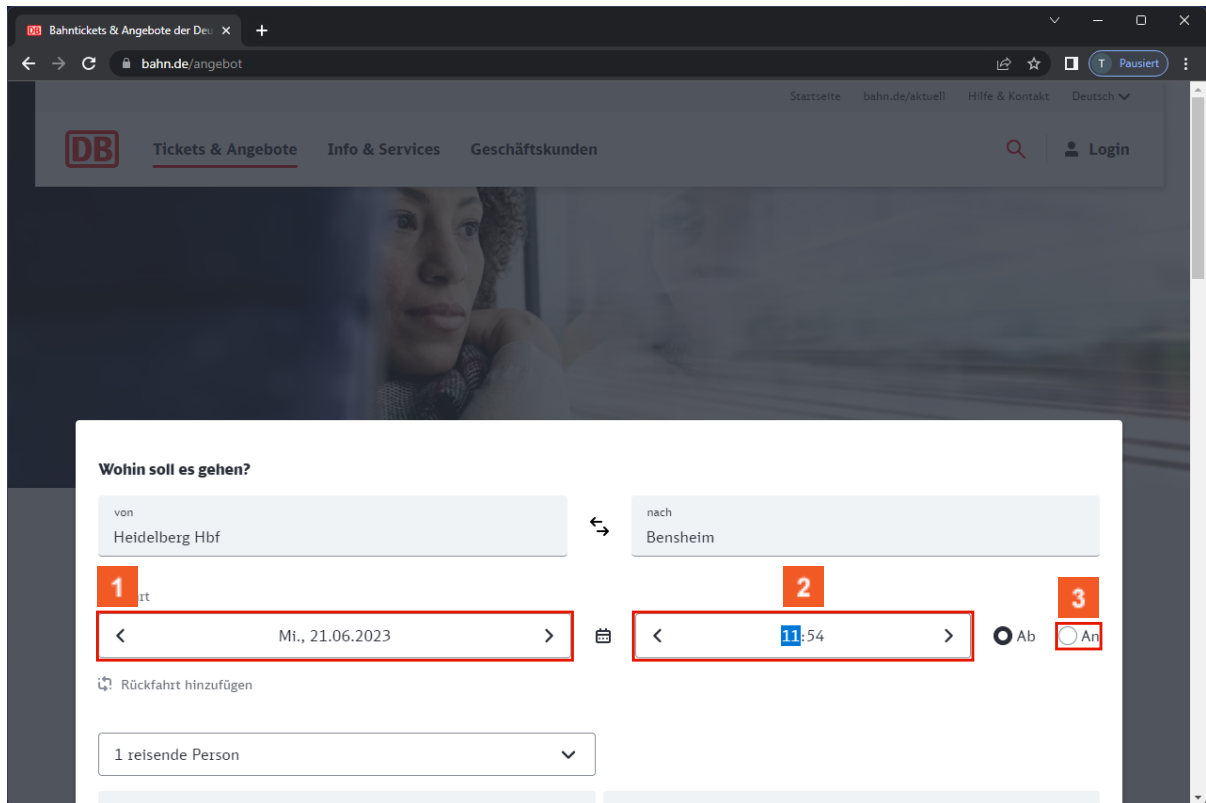 DB Bahntickets & Angebote der Deu
bahn.de/angebot
T Pausiert
Startseite bahn.de/aktuell Hilfe & Kontakt Deutsch
DB Tickets & Angebote Info & Services Geschäftskunden Login
Wohin soll es gehen?
von
Heidelberg Hbf
nach
Bensheim
1
2
3
Mi., 21.06.2023
11:54
Ab
An
Rückfahrt hinzufügen
1 reisende Person